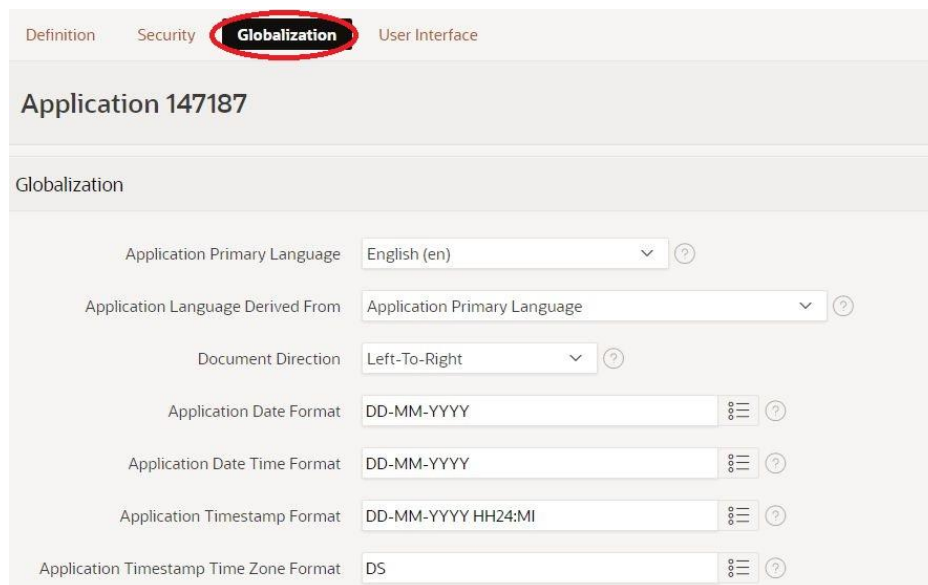 Definition Security Globalization User Interface
Application 147187
Globalization
Application Primary Language English (en) ?
Application Language Derived From Application Primary Language ?
Document Direction Left-To-Right ?
Application Date Format DD-MM-YYYY ?
Application Date Time Format DD-MM-YYYY ?
Application Timestamp Format DD-MM-YYYY HH24:MI ?
Application Timestamp Time Zone Format DS ?